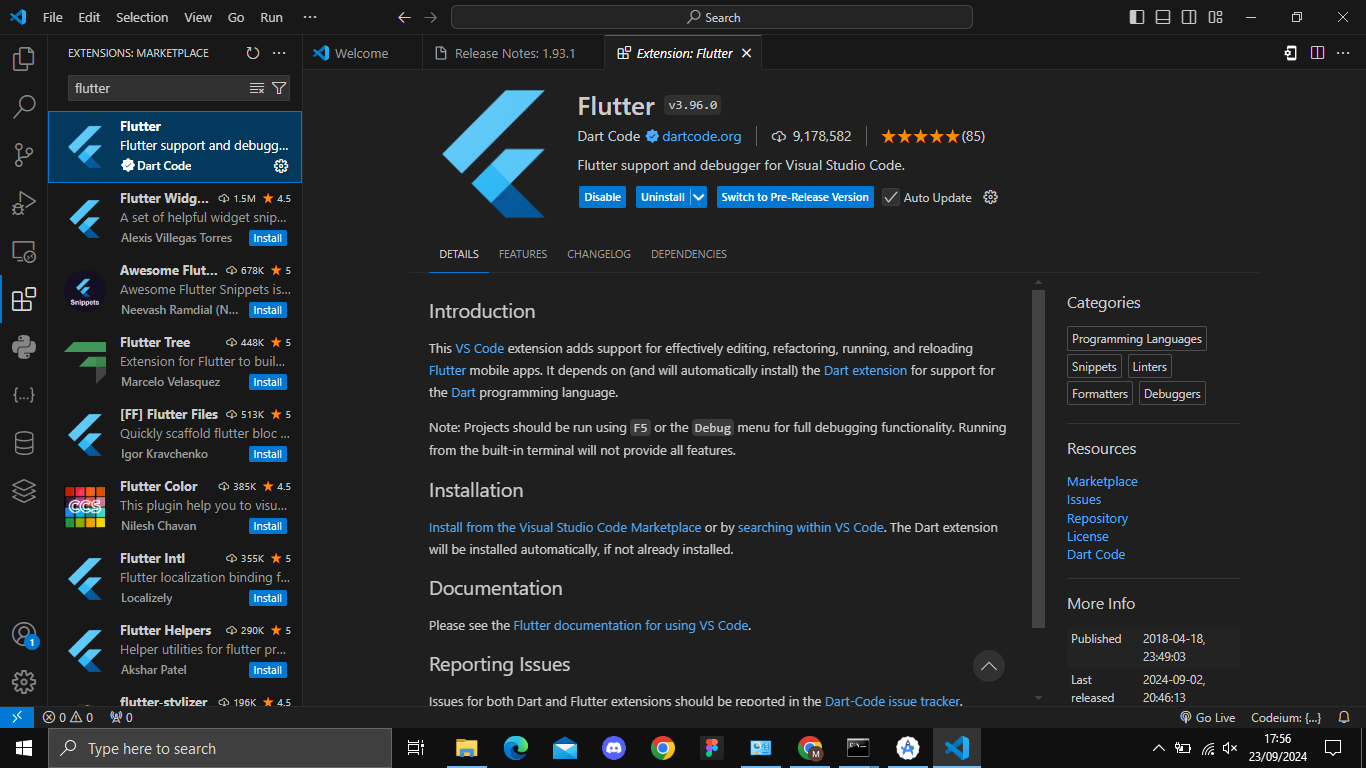 File Edit Selection View Go Run ···
Search
EXTENSIONS: MARKETPLACE
Welcome
Release Notes: 1.93.1
Extension: Flutter
flutter
Flutter
Flutter support and debugg...
Dart Code
Flutter Widg... 1.5M 4.5
A set of helpful widget snip...
Alexis Villegas Torres Install
Awesome Flut... 678K 5
Awesome Flutter Snippets is...
Neevash Ramdial (N... Install
Snippets
Flutter Tree 448K 5
Extension for Flutter to buil...
Marcelo Velasquez Install
[FF] Flutter Files 513K 5
Quickly scaffold flutter bloc ...
Igor Kravchenko Install
Flutter Color 385K 4.5
This plugin help you to visu...
Nilesh Chavan Install
CCS
Flutter Intl 355K 5
Flutter localization binding f...
Localizely Install
Flutter Helpers 290K 5
Helper utilities for flutter pr...
Akshar Patel Install
flutter-stylizer 196K 4.5
1
Flutter v3.96.0
Dart Code dartcode.org 9,178,582 (85)
Flutter support and debugger for Visual Studio Code.
Disable Uninstall Switch to Pre-Release Version Auto Update
DETAILS FEATURES CHANGELOG DEPENDENCIES
Introduction
This VS Code extension adds support for effectively editing, refactoring, running, and reloading
Flutter mobile apps. It depends on (and will automatically install) the Dart extension for support for
the Dart programming language.
Note: Projects should be run using F5 or the Debug menu for full debugging functionality. Running
from the built-in terminal will not provide all features.
Installation
Install from the Visual Studio Code Marketplace or by searching within VS Code. The Dart extension
will be installed automatically, if not already installed.
Documentation
Please see the Flutter documentation for using VS Code.
Reporting Issues
Issues for both Dart and Flutter extensions should be reported in the Dart-Code issue tracker.
Categories
Programming Languages
Snippets Linters
Formatters Debuggers
Resources
Marketplace
Issues
Repository
License
Dart Code
More Info
Published 2018-04-18,
23:49:03
Last 2024-09-02,
released 20:46:13
0 0 0
Go Live Codeium: {...}
Type here to search
M
17:56
23/09/2024